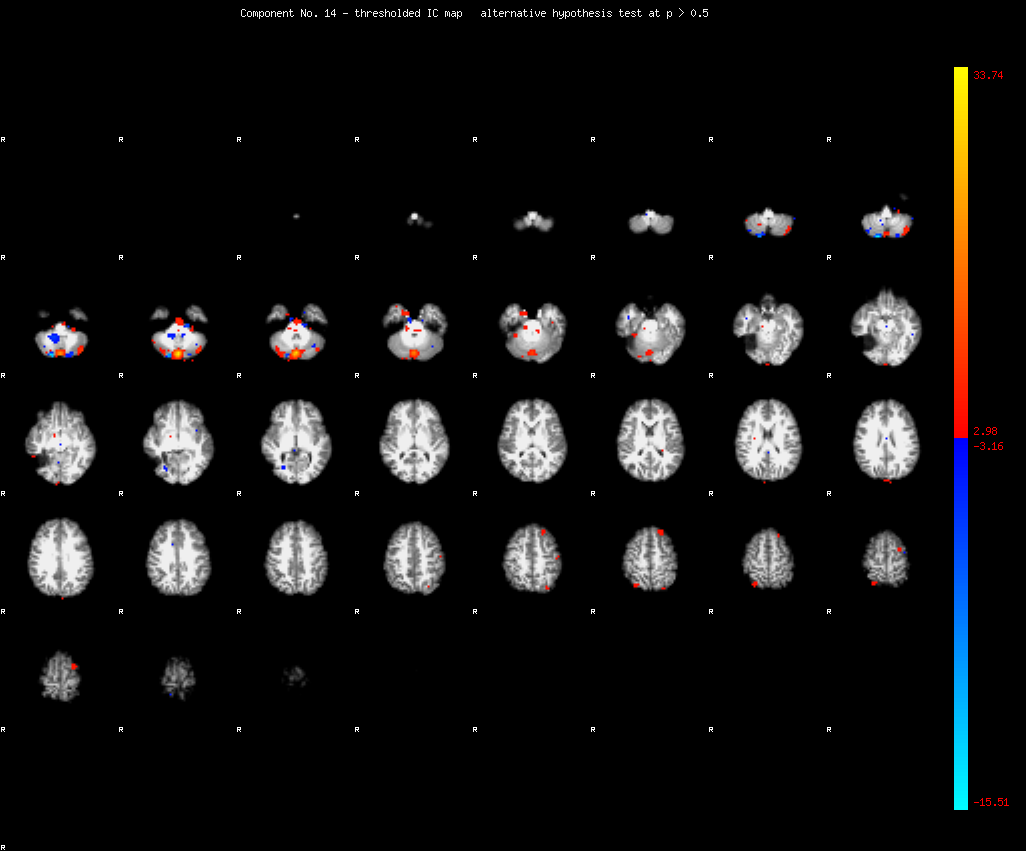 Component No. 14 - thresholded IC map   alternative hypothesis test at p > 0.5
33.74
R R R R R R R R
R R R R R R R R
R R R R R R R R
2.98
-3.16
R R R R R R R R
R R R R R R R R
R R R R R R R R
-15.51
R